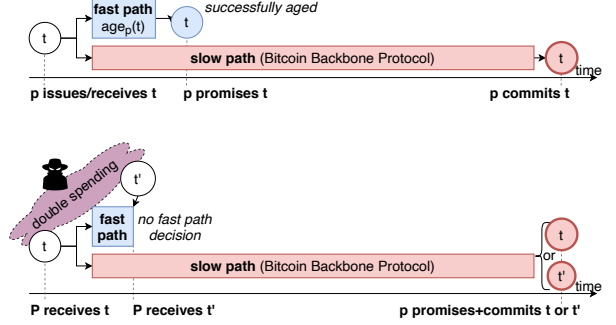 successfully aged
fast path
age_p(t)
t
t
slow path (Bitcoin Backbone Protocol)
t
time
p issues/receives t
p promises t
p commits t
double spending
t'
t
fast
path
no fast path
decision
slow path (Bitcoin Backbone Protocol)
t
or
t'
time
P receives t
P receives t'
p promises+commits t or t'